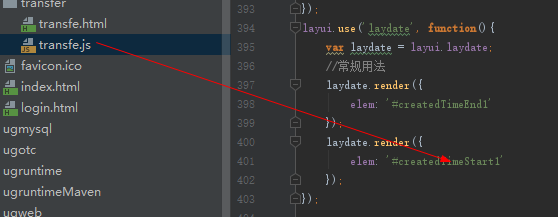 transfer
transfe.html
transfe.js
favicon.ico
index.html
login.html
ugmysql
ugotc
ugruntime
ugruntimeMaven
ugweb
393 });
394 layui.use('laydate', function(){
395 var laydate = layui.laydate;
396 //常规用法
397 laydate.render({
398 elem: '#createdTimeEnd1'
399 });
400 laydate.render({
401 elem: '#createdTimeStart1'
402 });
403 });